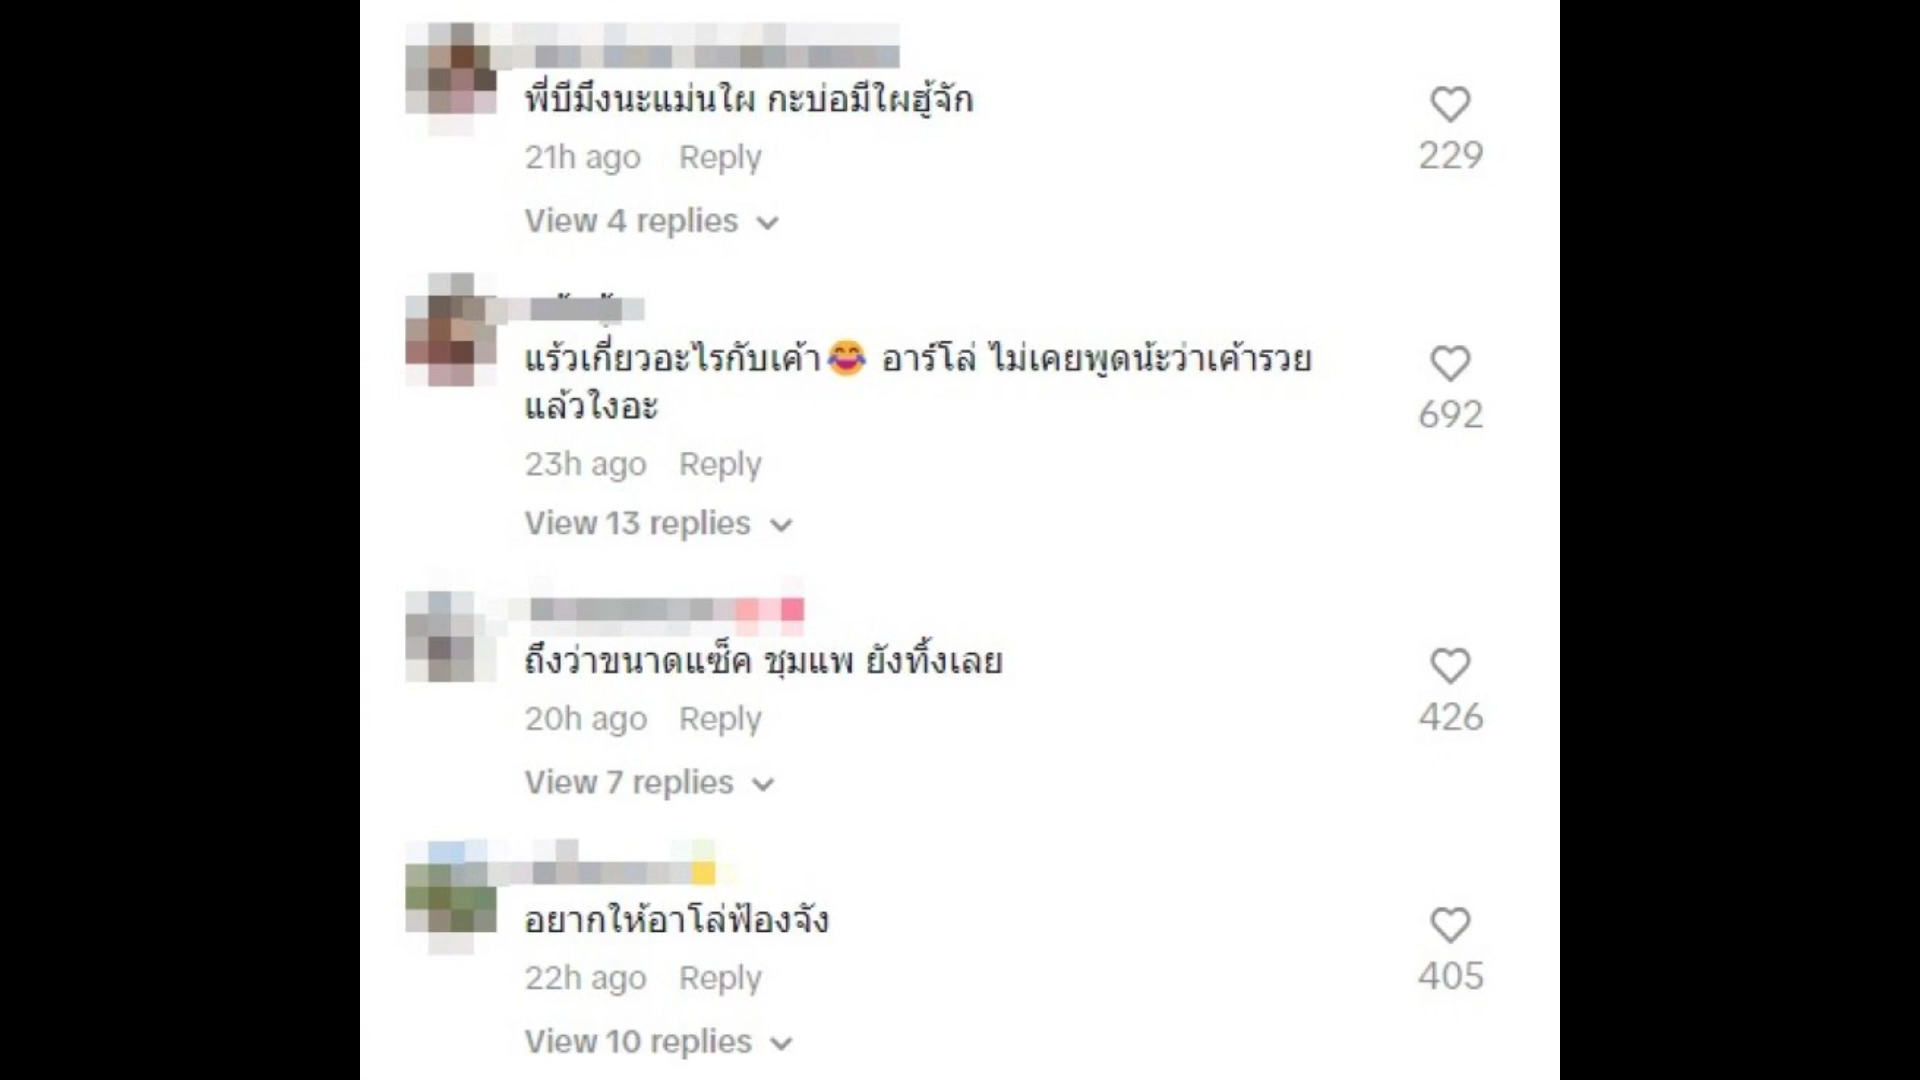 พี่บีมึงนะแม่นใผ กะบ่อมีใผฮู้จัก
229
21h ago Reply
View 4 replies
แร้วเกี่ยวอะไรกับเค้า😂 อาร์โล่ ไม่เคยพูดน้ะว่าเค้ารวย
แล้วใงอะ
692
23h ago Reply
View 13 replies
ถึงว่าขนาดแซ็ค ชุมแพ ยังทิ้งเลย
426
20h ago Reply
View 7 replies
อยากให้อาโล่ฟ้องจัง
405
22h ago Reply
View 10 replies